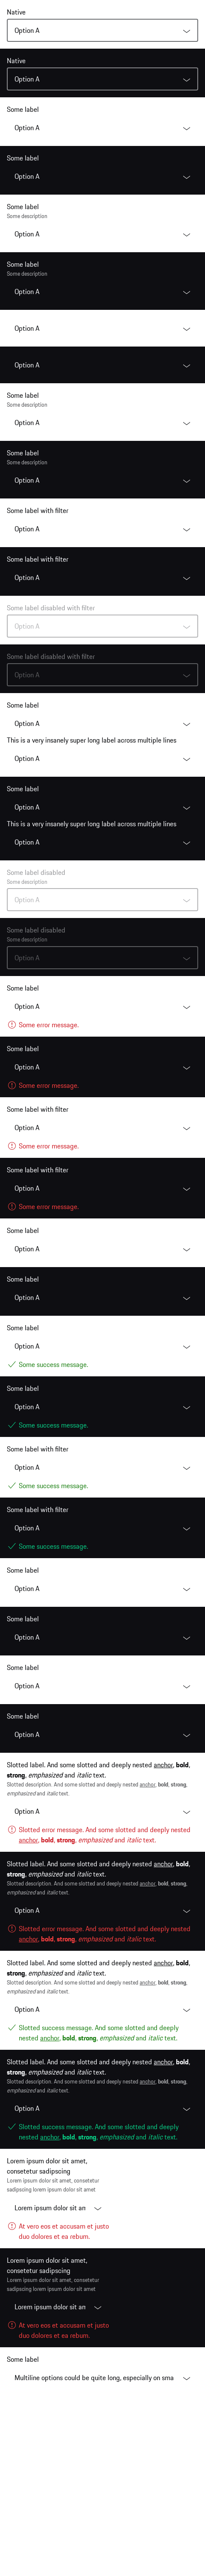 Native
Option A
Native
Option A
Some label
Option A
Some label
Option A
Some label
Some description
Option A
Some label
Some description
Option A
Option A
Option A
Some label
Some description
Option A
Some label
Some description
Option A
Some label with filter
Option A
Some label with filter
Option A
Some label disabled with filter
Option A
Some label disabled with filter
Option A
Some label
Option A
This is a very insanely super long label across multiple lines
Option A
Some label
Option A
This is a very insanely super long label across multiple lines
Option A
Some label disabled
Some description
Option A
Some label disabled
Some description
Option A
Some label
Option A
Some error message.
Some label
Option A
Some error message.
Some label with filter
Option A
Some error message.
Some label with filter
Option A
Some error message.
Some label
Option A
Some label
Option A
Some label
Option A
Some success message.
Some label
Option A
Some success message.
Some label with filter
Option A
Some success message.
Some label with filter
Option A
Some success message.
Some label
Option A
Some label
Option A
Some label
Option A
Some label
Option A
Slotted label. And some slotted and deeply nested anchor, bold,
strong, emphasized and italic text.
Slotted description. And some slotted and deeply nested anchor, bold, strong,
emphasized and italic text.
Option A
Slotted error message. And some slotted and deeply nested
anchor, bold, strong, emphasized and italic text.
Slotted label. And some slotted and deeply nested anchor, bold,
strong, emphasized and italic text.
Slotted description. And some slotted and deeply nested anchor, bold, strong,
emphasized and italic text.
Option A
Slotted error message. And some slotted and deeply nested
anchor, bold, strong, emphasized and italic text.
Slotted label. And some slotted and deeply nested anchor, bold,
strong, emphasized and italic text.
Slotted description. And some slotted and deeply nested anchor, bold, strong,
emphasized and italic text.
Option A
Slotted success message. And some slotted and deeply
nested anchor, bold, strong, emphasized and italic text.
Slotted label. And some slotted and deeply nested anchor, bold,
strong, emphasized and italic text.
Slotted description. And some slotted and deeply nested anchor, bold, strong,
emphasized and italic text.
Option A
Slotted success message. And some slotted and deeply
nested anchor, bold, strong, emphasized and italic text.
Lorem ipsum dolor sit amet,
consetetur sadipscing
Lorem ipsum dolor sit amet, consetetur
sadipscing lorem ipsum dolor sit amet
Lorem ipsum dolor sit am
At vero eos et accusam et justo
duo dolores et ea rebum.
Lorem ipsum dolor sit amet,
consetetur sadipscing
Lorem ipsum dolor sit amet, consetetur
sadipscing lorem ipsum dolor sit amet
Lorem ipsum dolor sit am
At vero eos et accusam et justo
duo dolores et ea rebum.
Some label
Multiline options could be quite long, especially on sma